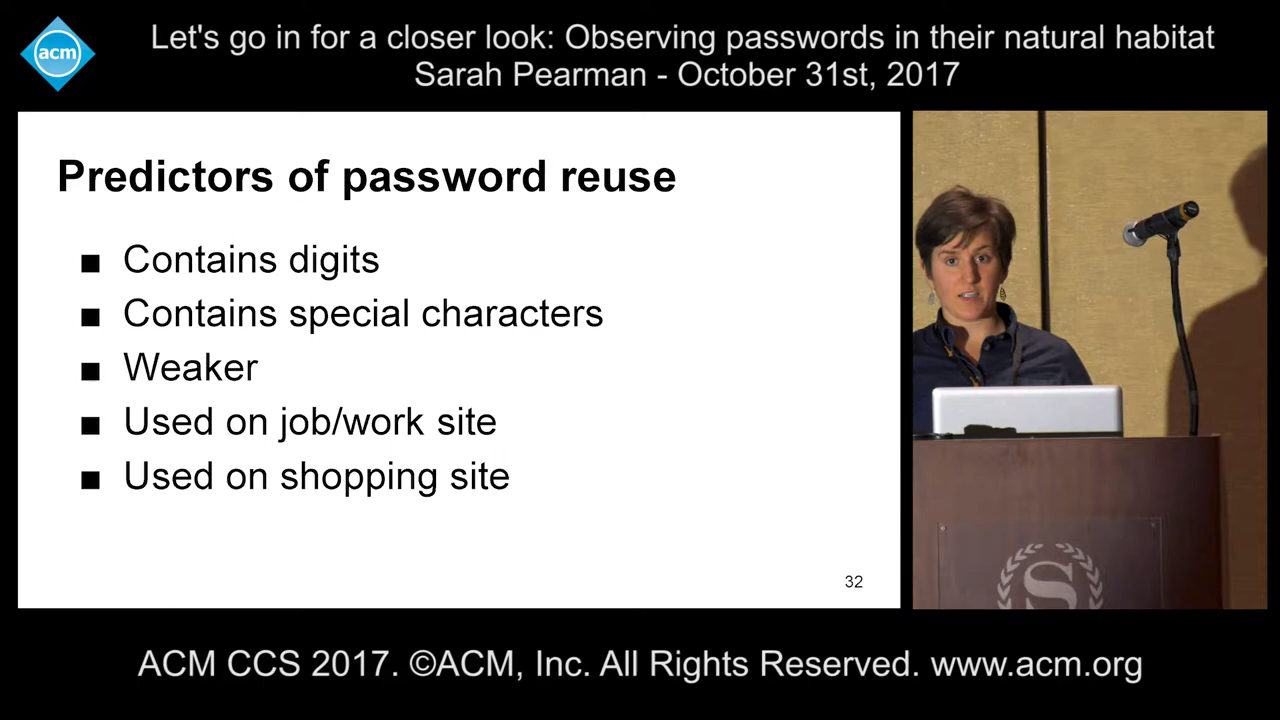 acm
Let's go in for a closer look: Observing passwords in their natural habitat
Sarah Pearman - October 31st, 2017
Predictors of password reuse
■ Contains digits
■ Contains special characters
■ Weaker
■ Used on job/work site
■ Used on shopping site
32
S
ACM CCS 2017. ©ACM, Inc. All Rights Reserved. www.acm.org